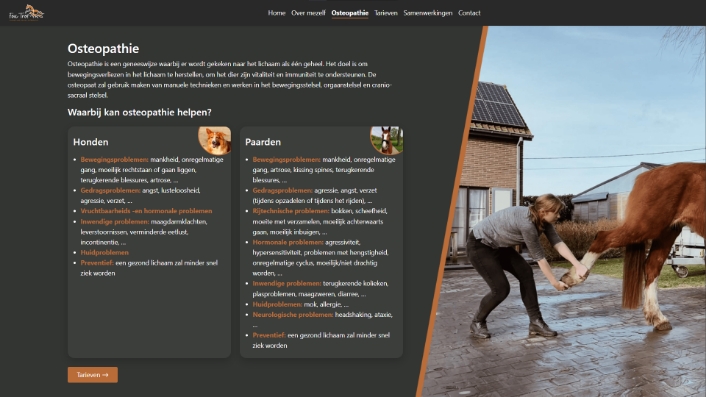 Home Over mezelf Osteopathie Tarieven Samenwerkingen Contact
Osteopathie
Osteopathie is een geneeswijze waarbij er wordt gekeken naar het lichaam als één geheel. Het doel is om
bewegingsverliezen in het lichaam te herstellen, om het dier zijn vitaliteit en immuniteit te ondersteunen. De
osteopaat zal gebruik maken van manuele technieken en werken in het bewegingsstelsel, orgaanstelsel en cranio-
sacraal stelsel.
Waarbij kan osteopathie helpen?
Honden
• Bewegingsproblemen: mankheid, onregelmatige
gang, moeilijk rechtstaan of gaan liggen,
terugkerende blessures, artrose, ...
• Gedragsproblemen: angst, lusteloosheid,
agressie, verzet, ...
• Vruchtbaarheids -en hormonale problemen
• Inwendige problemen: maagdarmklachten,
leverstoornissen, verminderde eetlust,
incontinentie, ...
• Huidproblemen
• Preventief: een gezond lichaam zal minder snel
ziek worden
Paarden
• Bewegingsproblemen: mankheid, onregelmatige
gang, artrose, kissing spines, terugkerende
blessures, ...
• Gedragsproblemen: agressie, angst, verzet
(tijdens opzadelen of tijdens het rijden), ...
• Rijtechnische problemen: bokken, scheefheid,
moeite met verzamelen, moeilijk achterwaarts
gaan, moeilijk inbuigen, ...
• Hormonale problemen: agressiviteit,
hypersensitiviteit, problemen met hengstigheid,
onregelmatige cyclus, moeilijk/niet drachtig
worden, ...
• Inwendige problemen: terugkerende kolieken,
plasproblemen, maagzweren, diarree, ...
• Huidproblemen: mok, allergie, ...
• Neurologische problemen: headshaking, ataxie,
...
• Preventief: een gezond lichaam zal minder snel
ziek worden
Tarieven →